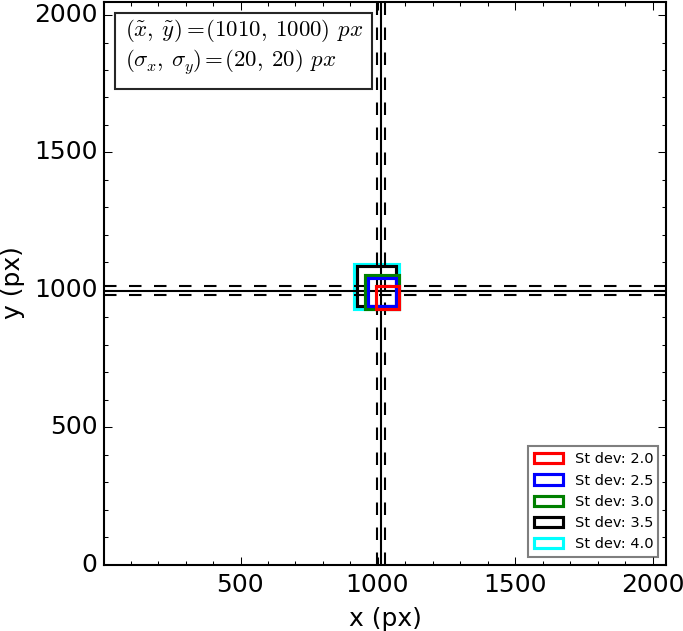 (x̃, ỹ)=(1010, 1000) px
(σx, σy)=(20, 20) px
2000
1500
1000
500
0
y (px)
500
1000
1500
2000
x (px)
St dev: 2.0
St dev: 2.5
St dev: 3.0
St dev: 3.5
St dev: 4.0